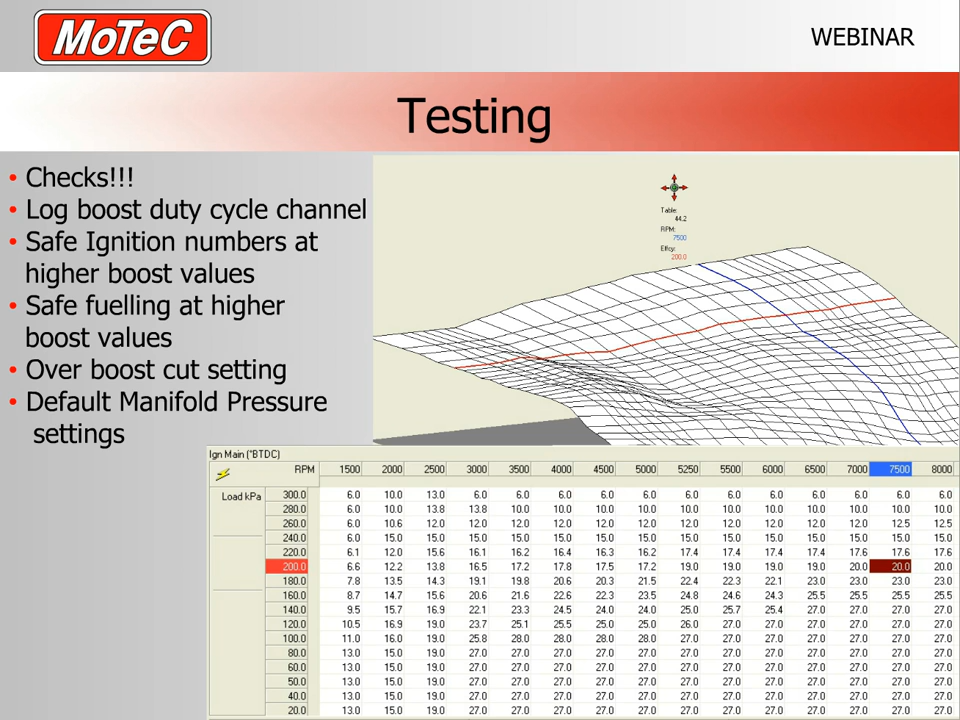 MoTeC
WEBINAR
Testing
• Checks!!!
• Log boost duty cycle channel
• Safe Ignition numbers at
higher boost values
• Safe fuelling at higher
boost values
• Over boost cut setting
• Default Manifold Pressure
settings
Table:
44.2
RPM:
7500
Effcy:
200.0
Ign Main (°BTDC)
RPM 1500 2000 2500 3000 3500 4000 4500 5000 5250 5500 6000 6500 7000 7500 8000
Load kPa 300.0 6.0 10.0 13.0 6.0 6.0 6.0 6.0 6.0 6.0 6.0 6.0 6.0 6.0 6.0 6.0
280.0 6.0 10.0 13.8 13.8 10.0 10.0 10.0 10.0 10.0 10.0 10.0 10.0 10.0 10.0 10.0
260.0 6.0 10.6 12.0 12.0 12.0 12.0 12.0 12.0 12.0 12.0 12.0 12.0 12.0 12.5 12.5
240.0 6.0 15.0 15.0 15.0 15.0 15.0 15.0 15.0 15.0 15.0 15.0 15.0 15.0 15.0 15.0
220.0 6.1 12.0 15.6 16.1 16.2 16.4 16.3 16.2 17.4 17.4 17.4 17.4 17.6 17.6 17.6
200.0 6.6 12.2 13.8 16.5 17.2 17.8 17.5 17.2 19.0 19.0 19.0 19.0 20.0 20.0 20.0
180.0 7.8 13.5 14.3 19.1 19.8 20.6 20.3 21.5 22.4 22.3 22.1 23.0 23.0 23.0 23.0
160.0 8.7 14.7 15.6 20.6 21.6 22.6 22.3 23.5 24.8 24.6 24.3 25.5 25.5 25.5 25.5
140.0 9.5 15.7 16.9 22.1 23.3 24.5 24.0 24.0 25.0 25.7 25.4 27.0 27.0 27.0 27.0
120.0 10.5 16.9 19.0 23.7 25.1 25.5 25.0 25.0 26.0 27.0 27.0 27.0 27.0 27.0 27.0
100.0 11.0 16.0 19.0 25.8 28.0 28.0 28.0 28.0 27.0 27.0 27.0 27.0 27.0 27.0 27.0
80.0 13.0 15.0 19.0 27.0 27.0 27.0 27.0 27.0 27.0 27.0 27.0 27.0 27.0 27.0 27.0
60.0 13.0 15.0 19.0 27.0 27.0 27.0 27.0 27.0 27.0 27.0 27.0 27.0 27.0 27.0 27.0
50.0 13.0 15.0 19.0 27.0 27.0 27.0 27.0 27.0 27.0 27.0 27.0 27.0 27.0 27.0 27.0
40.0 13.0 15.0 19.0 27.0 27.0 27.0 27.0 27.0 27.0 27.0 27.0 27.0 27.0 27.0 27.0
20.0 13.0 15.0 19.0 27.0 27.0 27.0 27.0 27.0 27.0 27.0 27.0 27.0 27.0 27.0 27.0